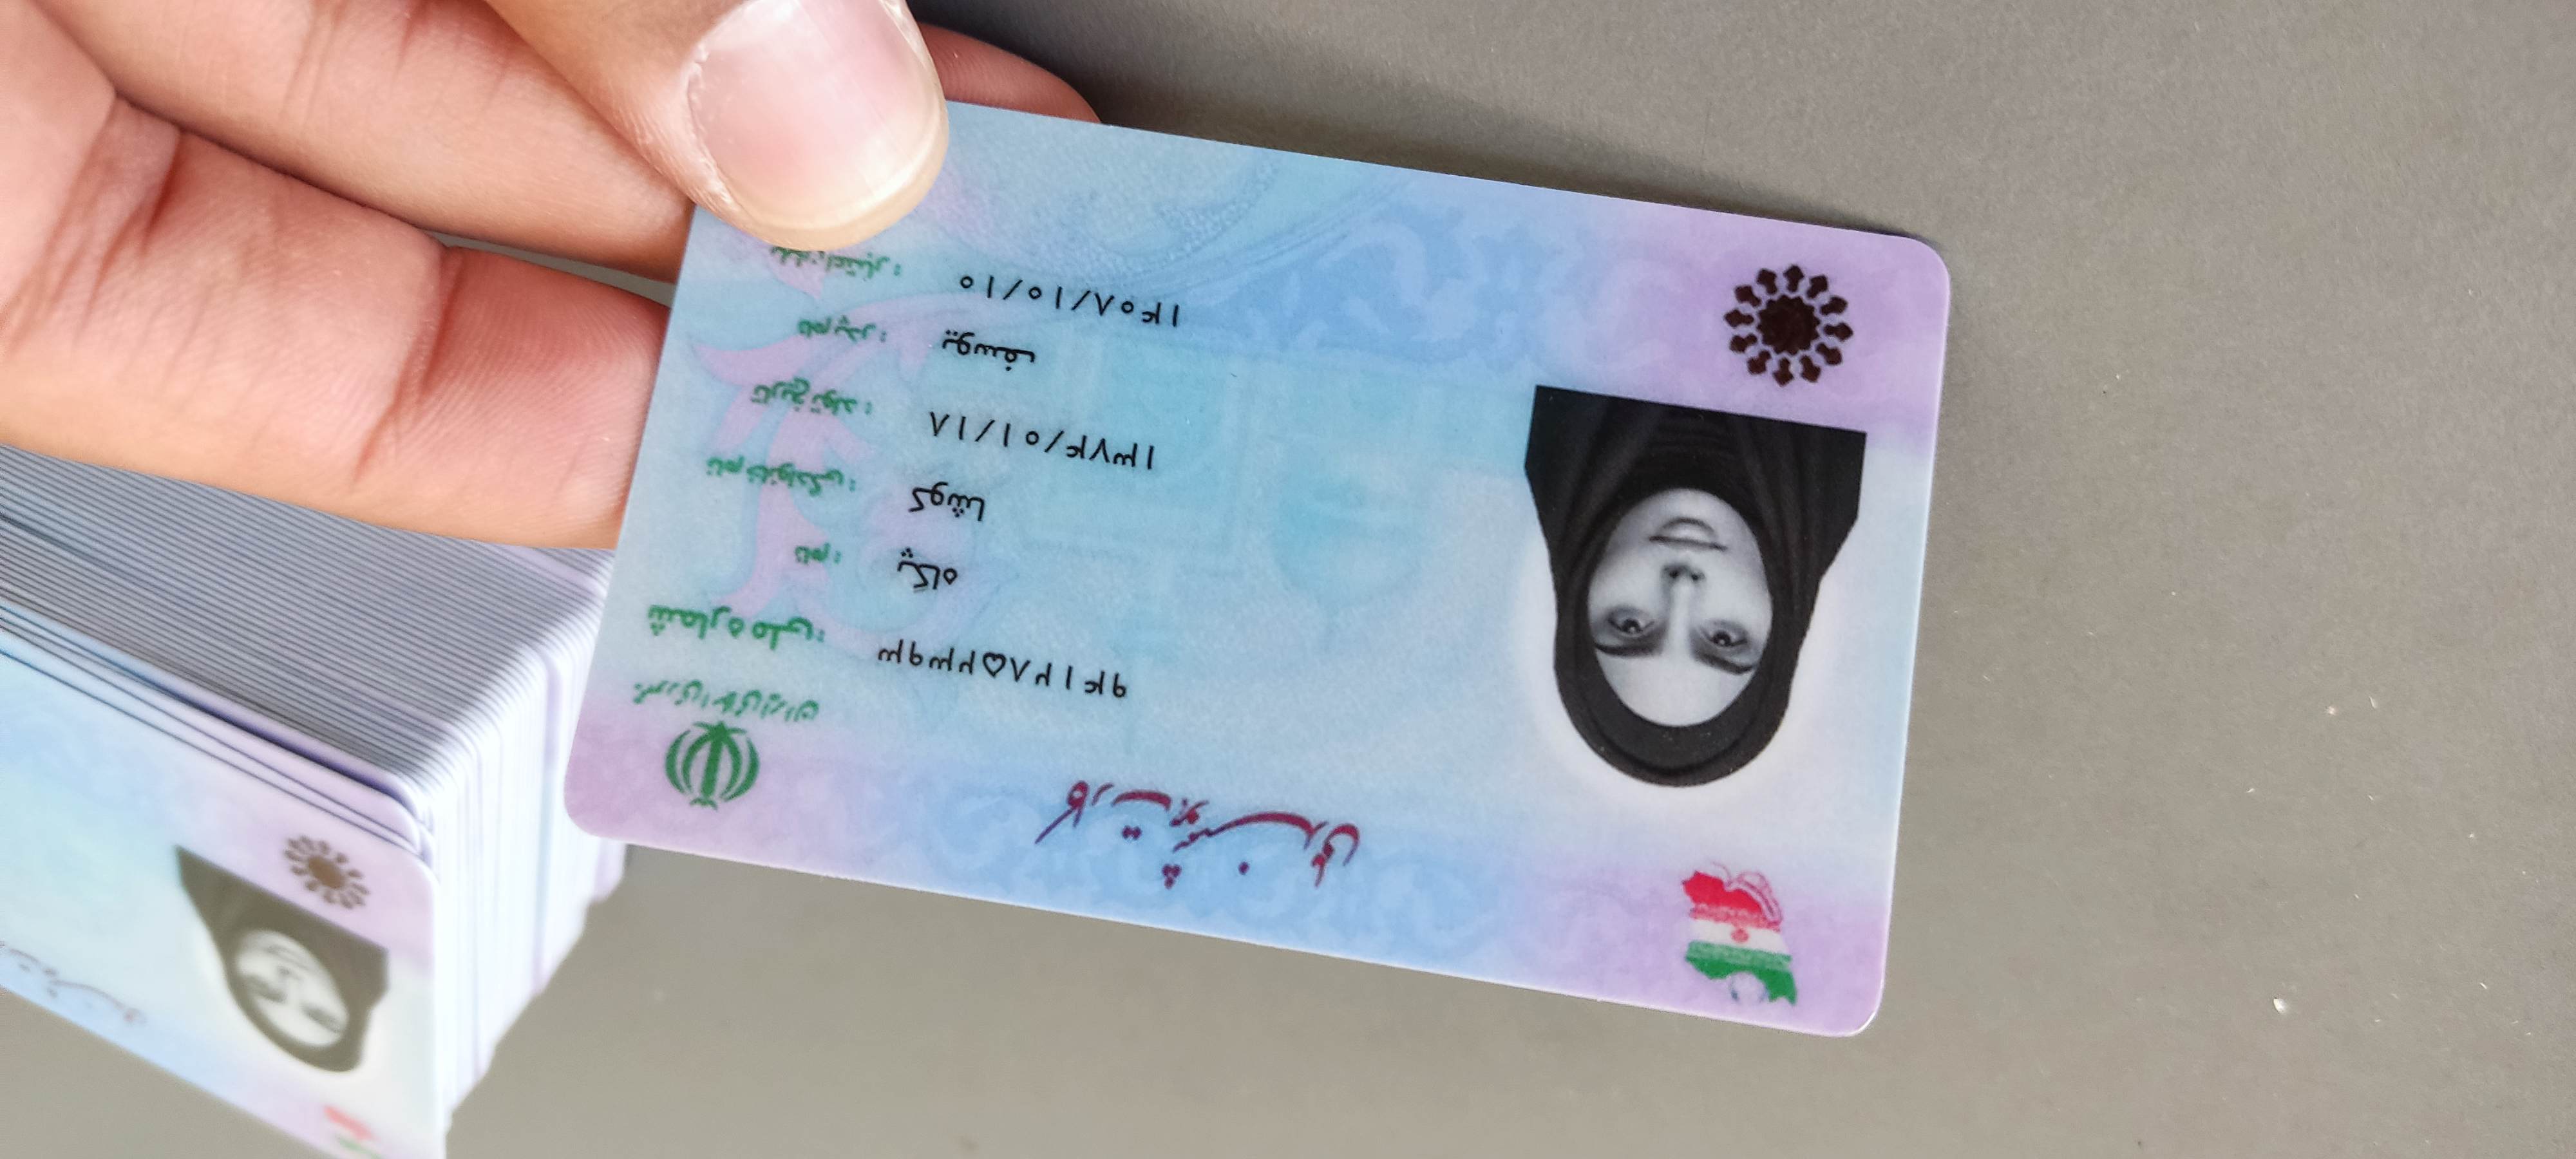 کارت هوشمند ملی
جمهوری اسلامی ایران
شماره ملی: ۹۴۱۲۸۵۲۳۹۳
نام: پگاه
نام خانوادگی: کوشا
تاریخ تولد: ۱۳۷۴/۰۱/۱۸
نام پدر: یوسف
پایان اعتبار: ۱۴۰۸/۱۰/۱۰